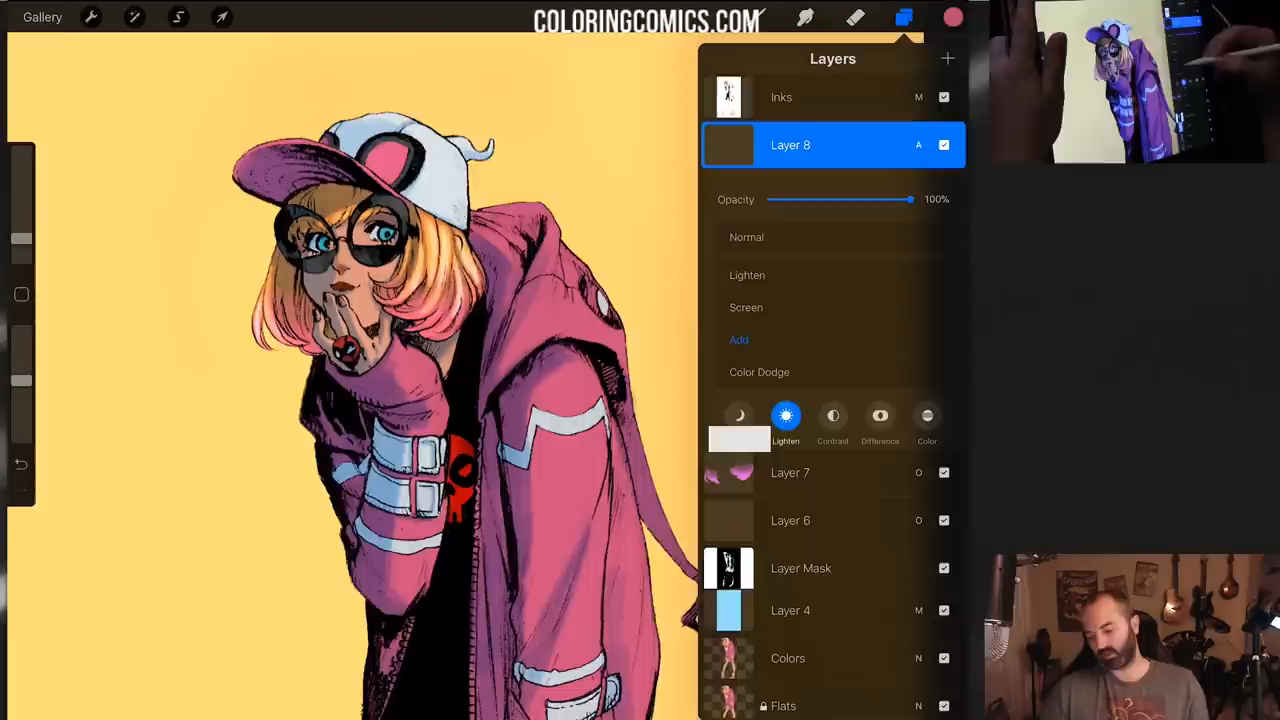 Gallery
COLORINGCOMICS.COM
Layers
Inks M
Layer 8 A
Opacity 100%
Normal
Lighten
Screen
Add
Color Dodge
Lighten Contrast Difference Color
Layer 7 O
Layer 6 O
Layer Mask
Layer 4 M
Colors N
Flats N